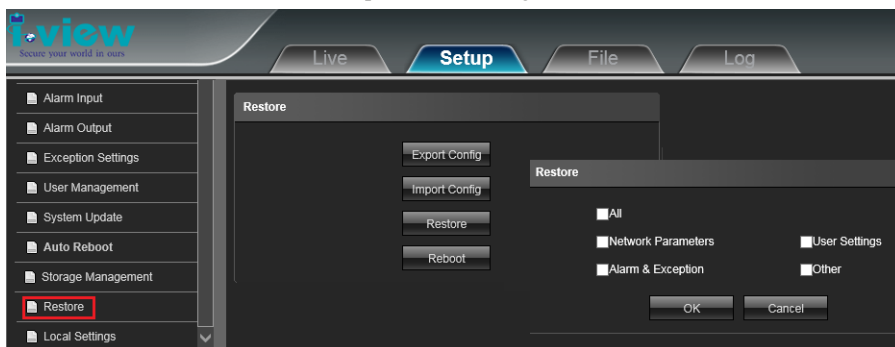 i-view
Secure your world in ours
Live
Setup
File
Log
Alarm Input
Alarm Output
Exception Settings
User Management
System Update
Auto Reboot
Storage Management
Restore
Local Settings
Restore
Export Config
Import Config
Restore
Reboot
Restore
All
Network Parameters
User Settings
Alarm & Exception
Other
OK
Cancel